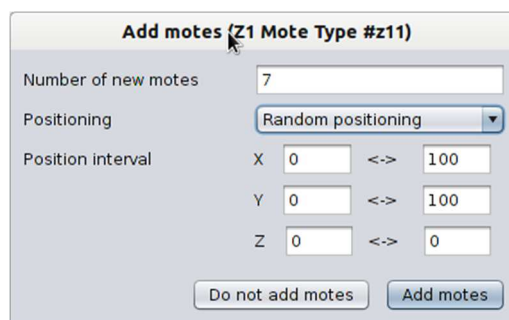 Add motes (Z1 Mote Type #z11)
Number of new motes 7
Positioning Random positioning
Position interval X 0 <-> 100
Y 0 <-> 100
Z 0 <-> 0
Do not add motes Add motes